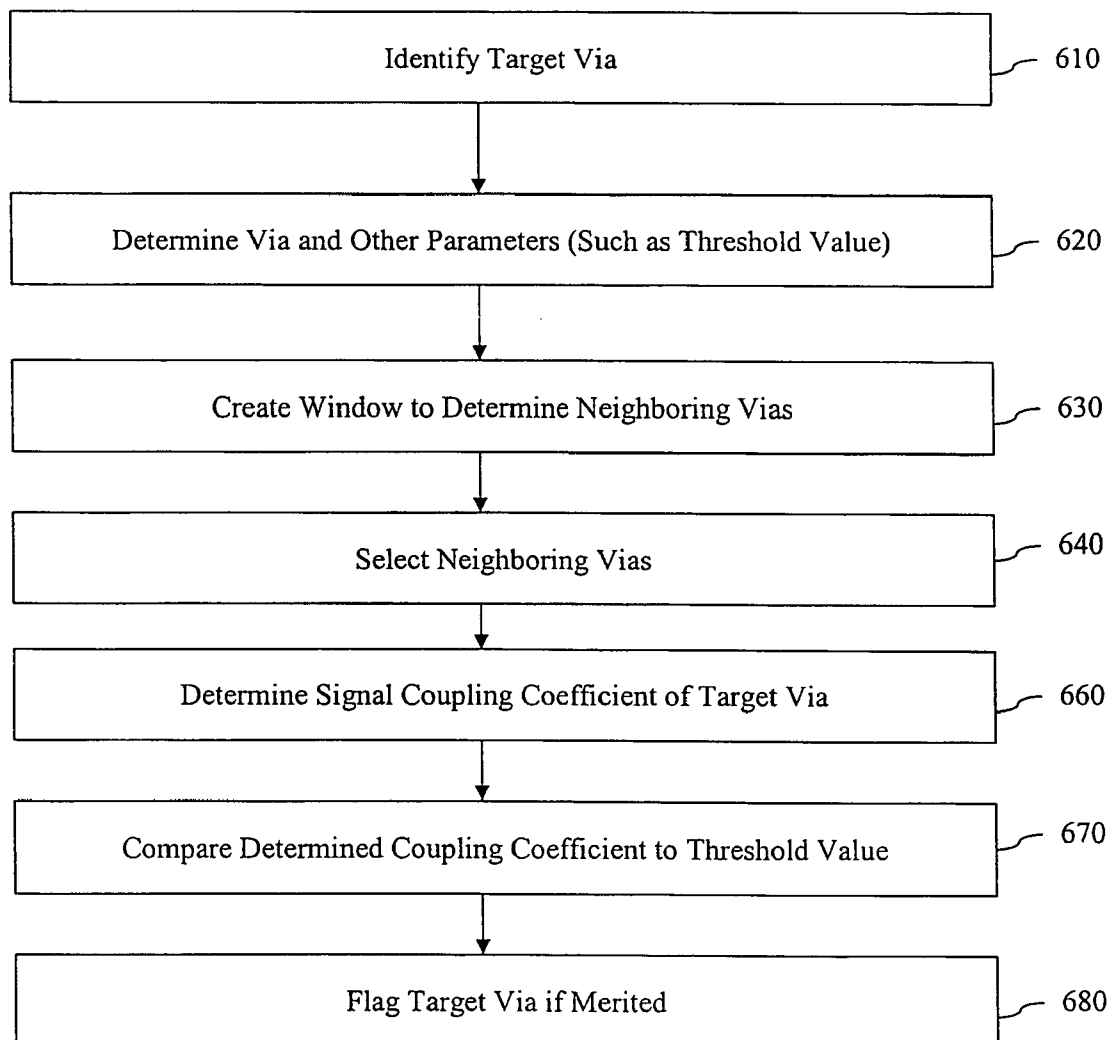 Identify Target Via
610
Determine Via and Other Parameters (Such as Threshold Value)
620
Create Window to Determine Neighboring Vias
630
Select Neighboring Vias
640
Determine Signal Coupling Coefficient of Target Via
660
Compare Determined Coupling Coefficient to Threshold Value
670
Flag Target Via if Merited
680